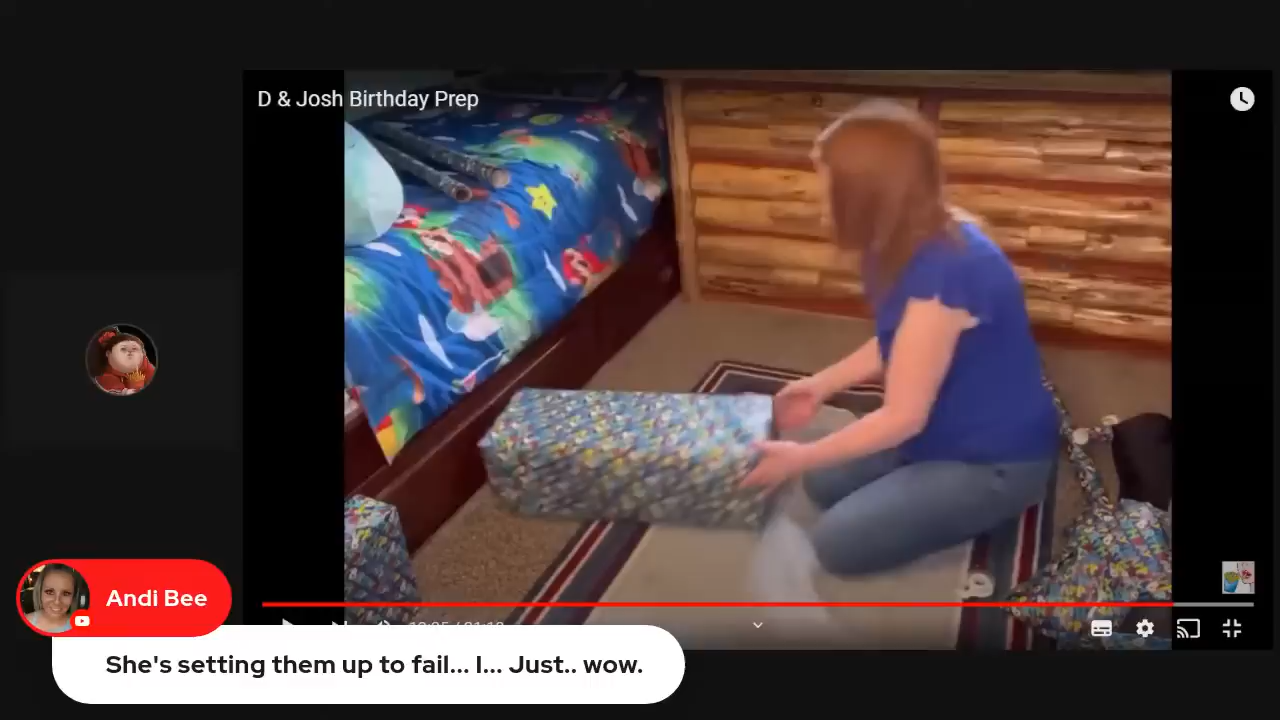 D & Josh Birthday Prep
Andi Bee
She's setting them up to fail... I... Just.. wow.